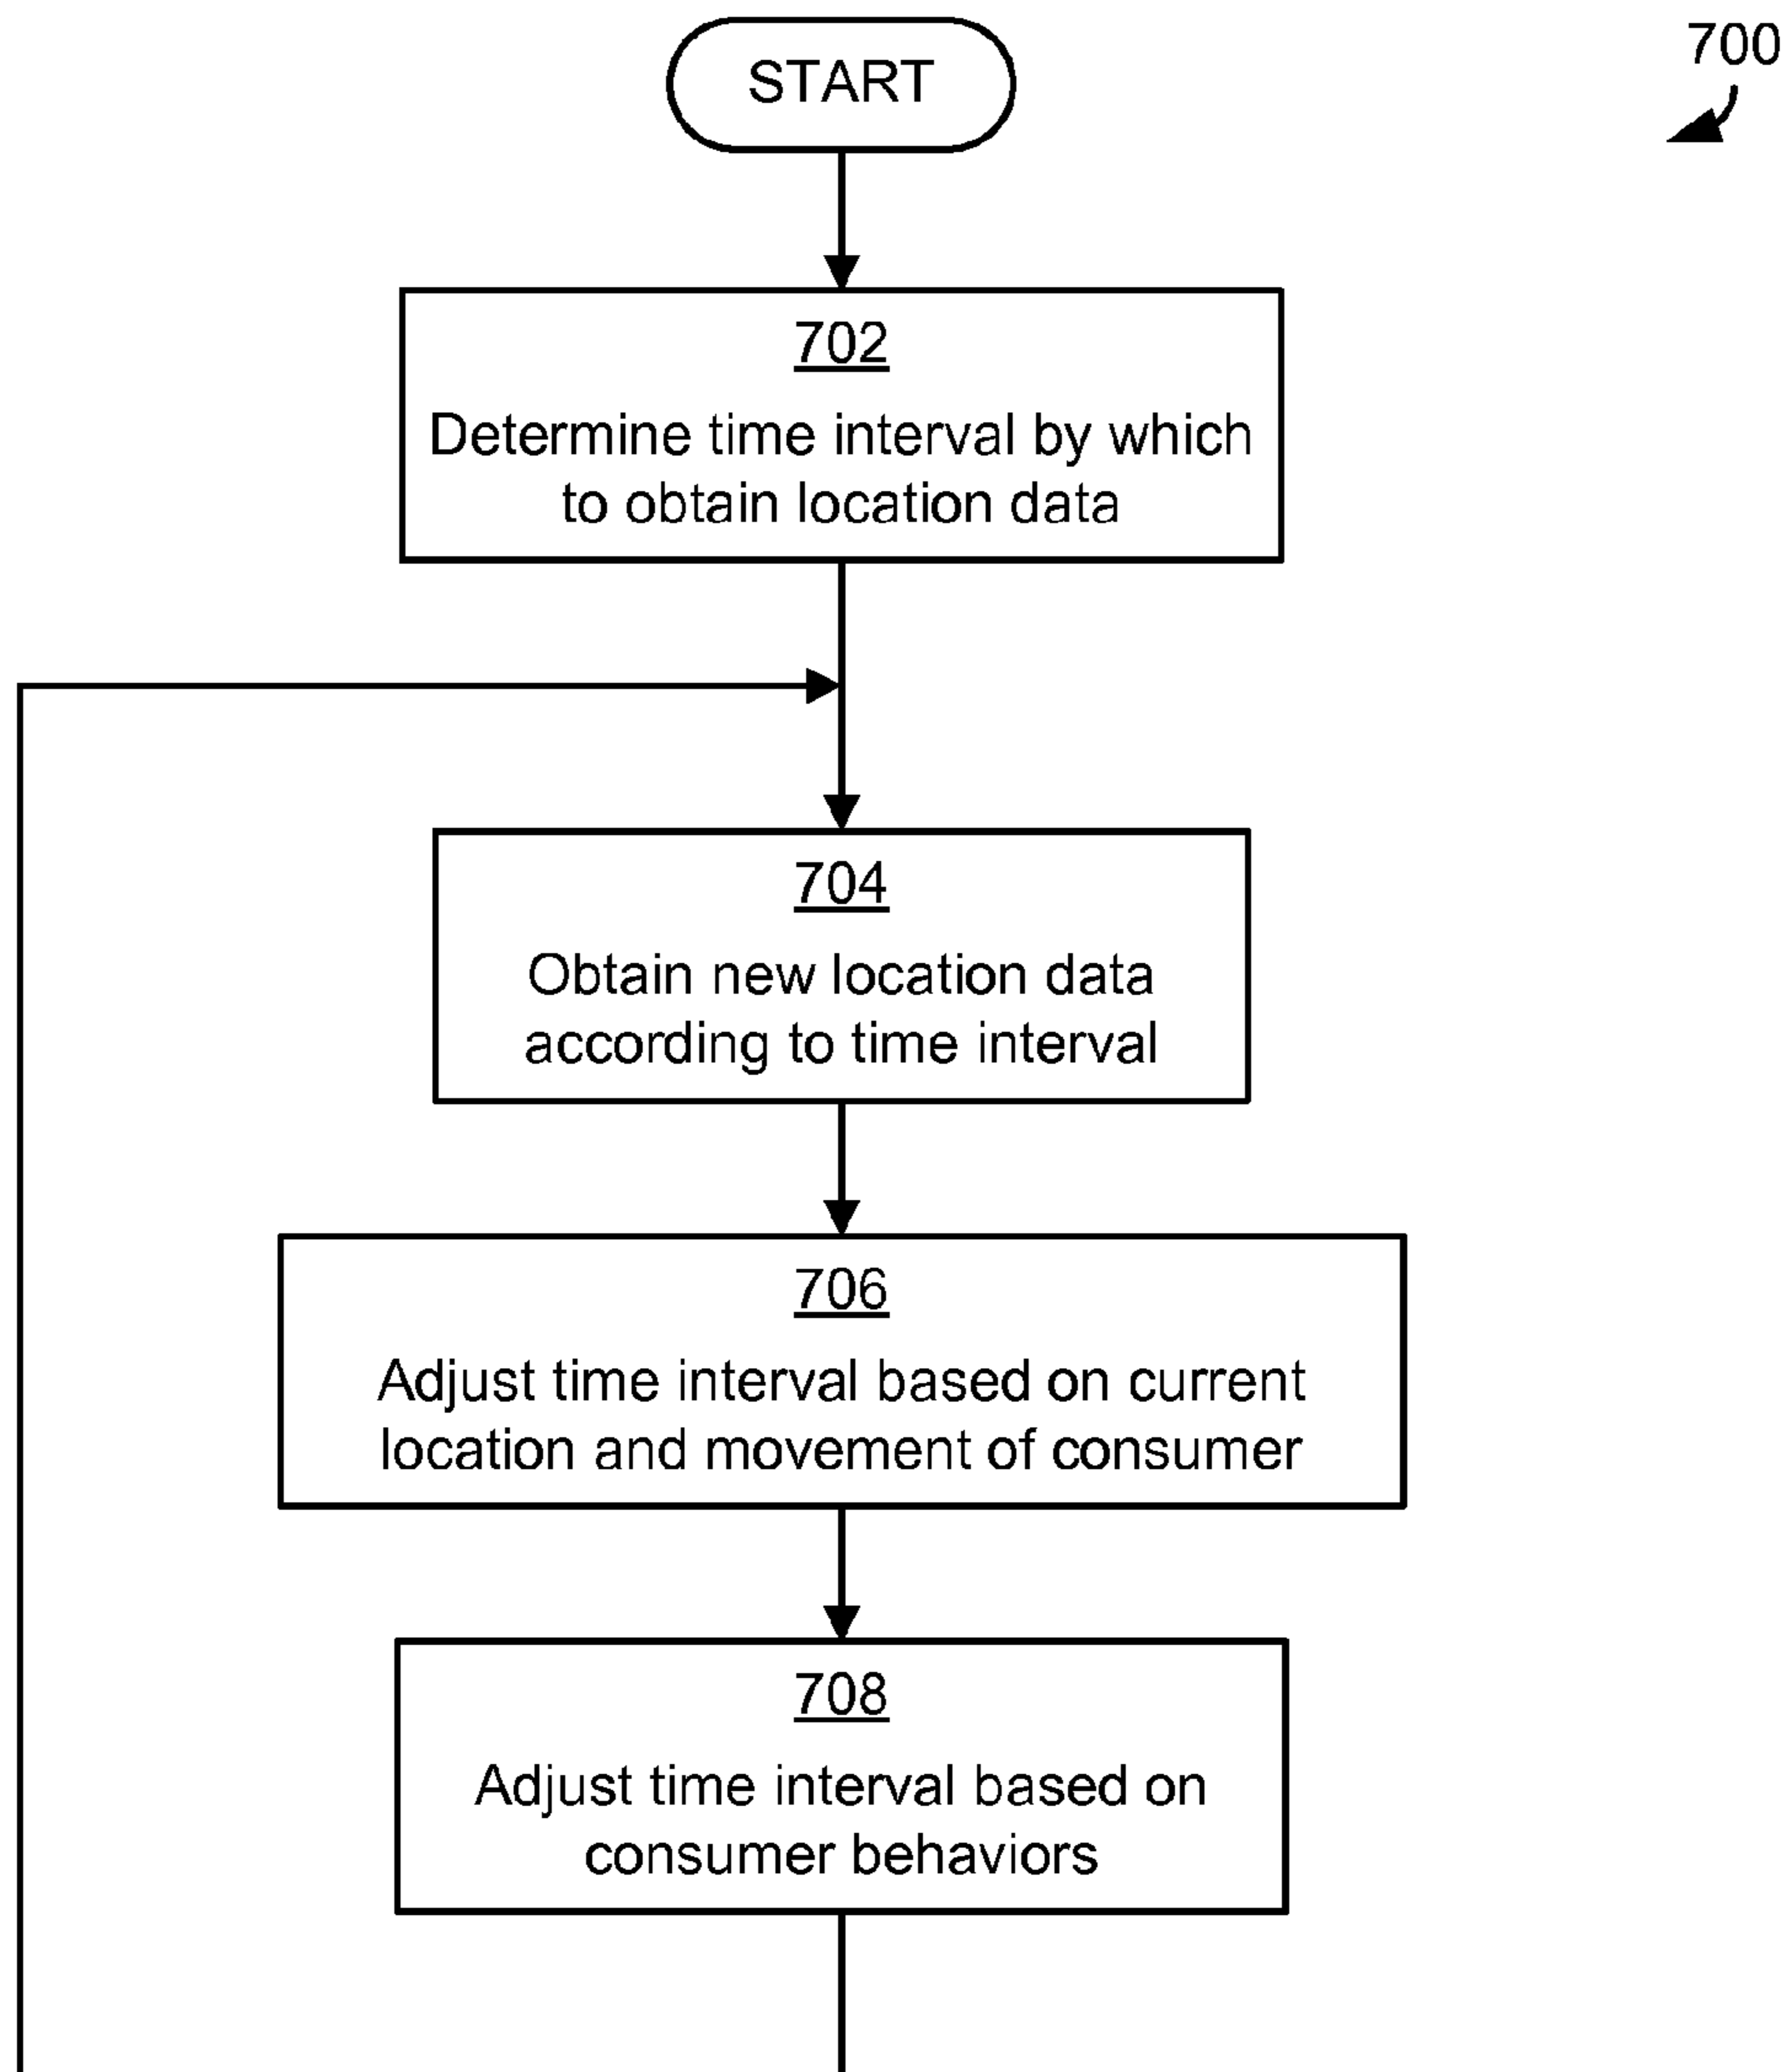 START
700
702
Determine time interval by which
to obtain location data
704
Obtain new location data
according to time interval
706
Adjust time interval based on current
location and movement of consumer
708
Adjust time interval based on
consumer behaviors